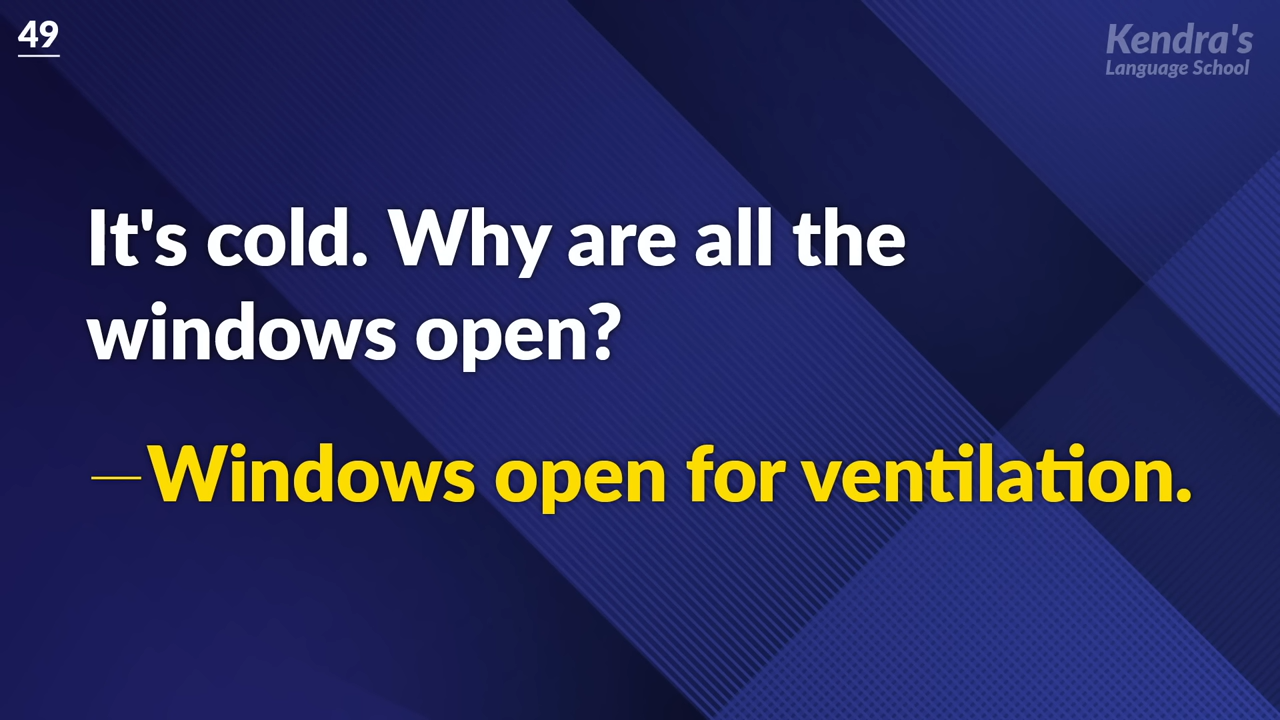 49
Kendra's
Language School
It's cold. Why are all the
windows open?
—Windows open for ventilation.